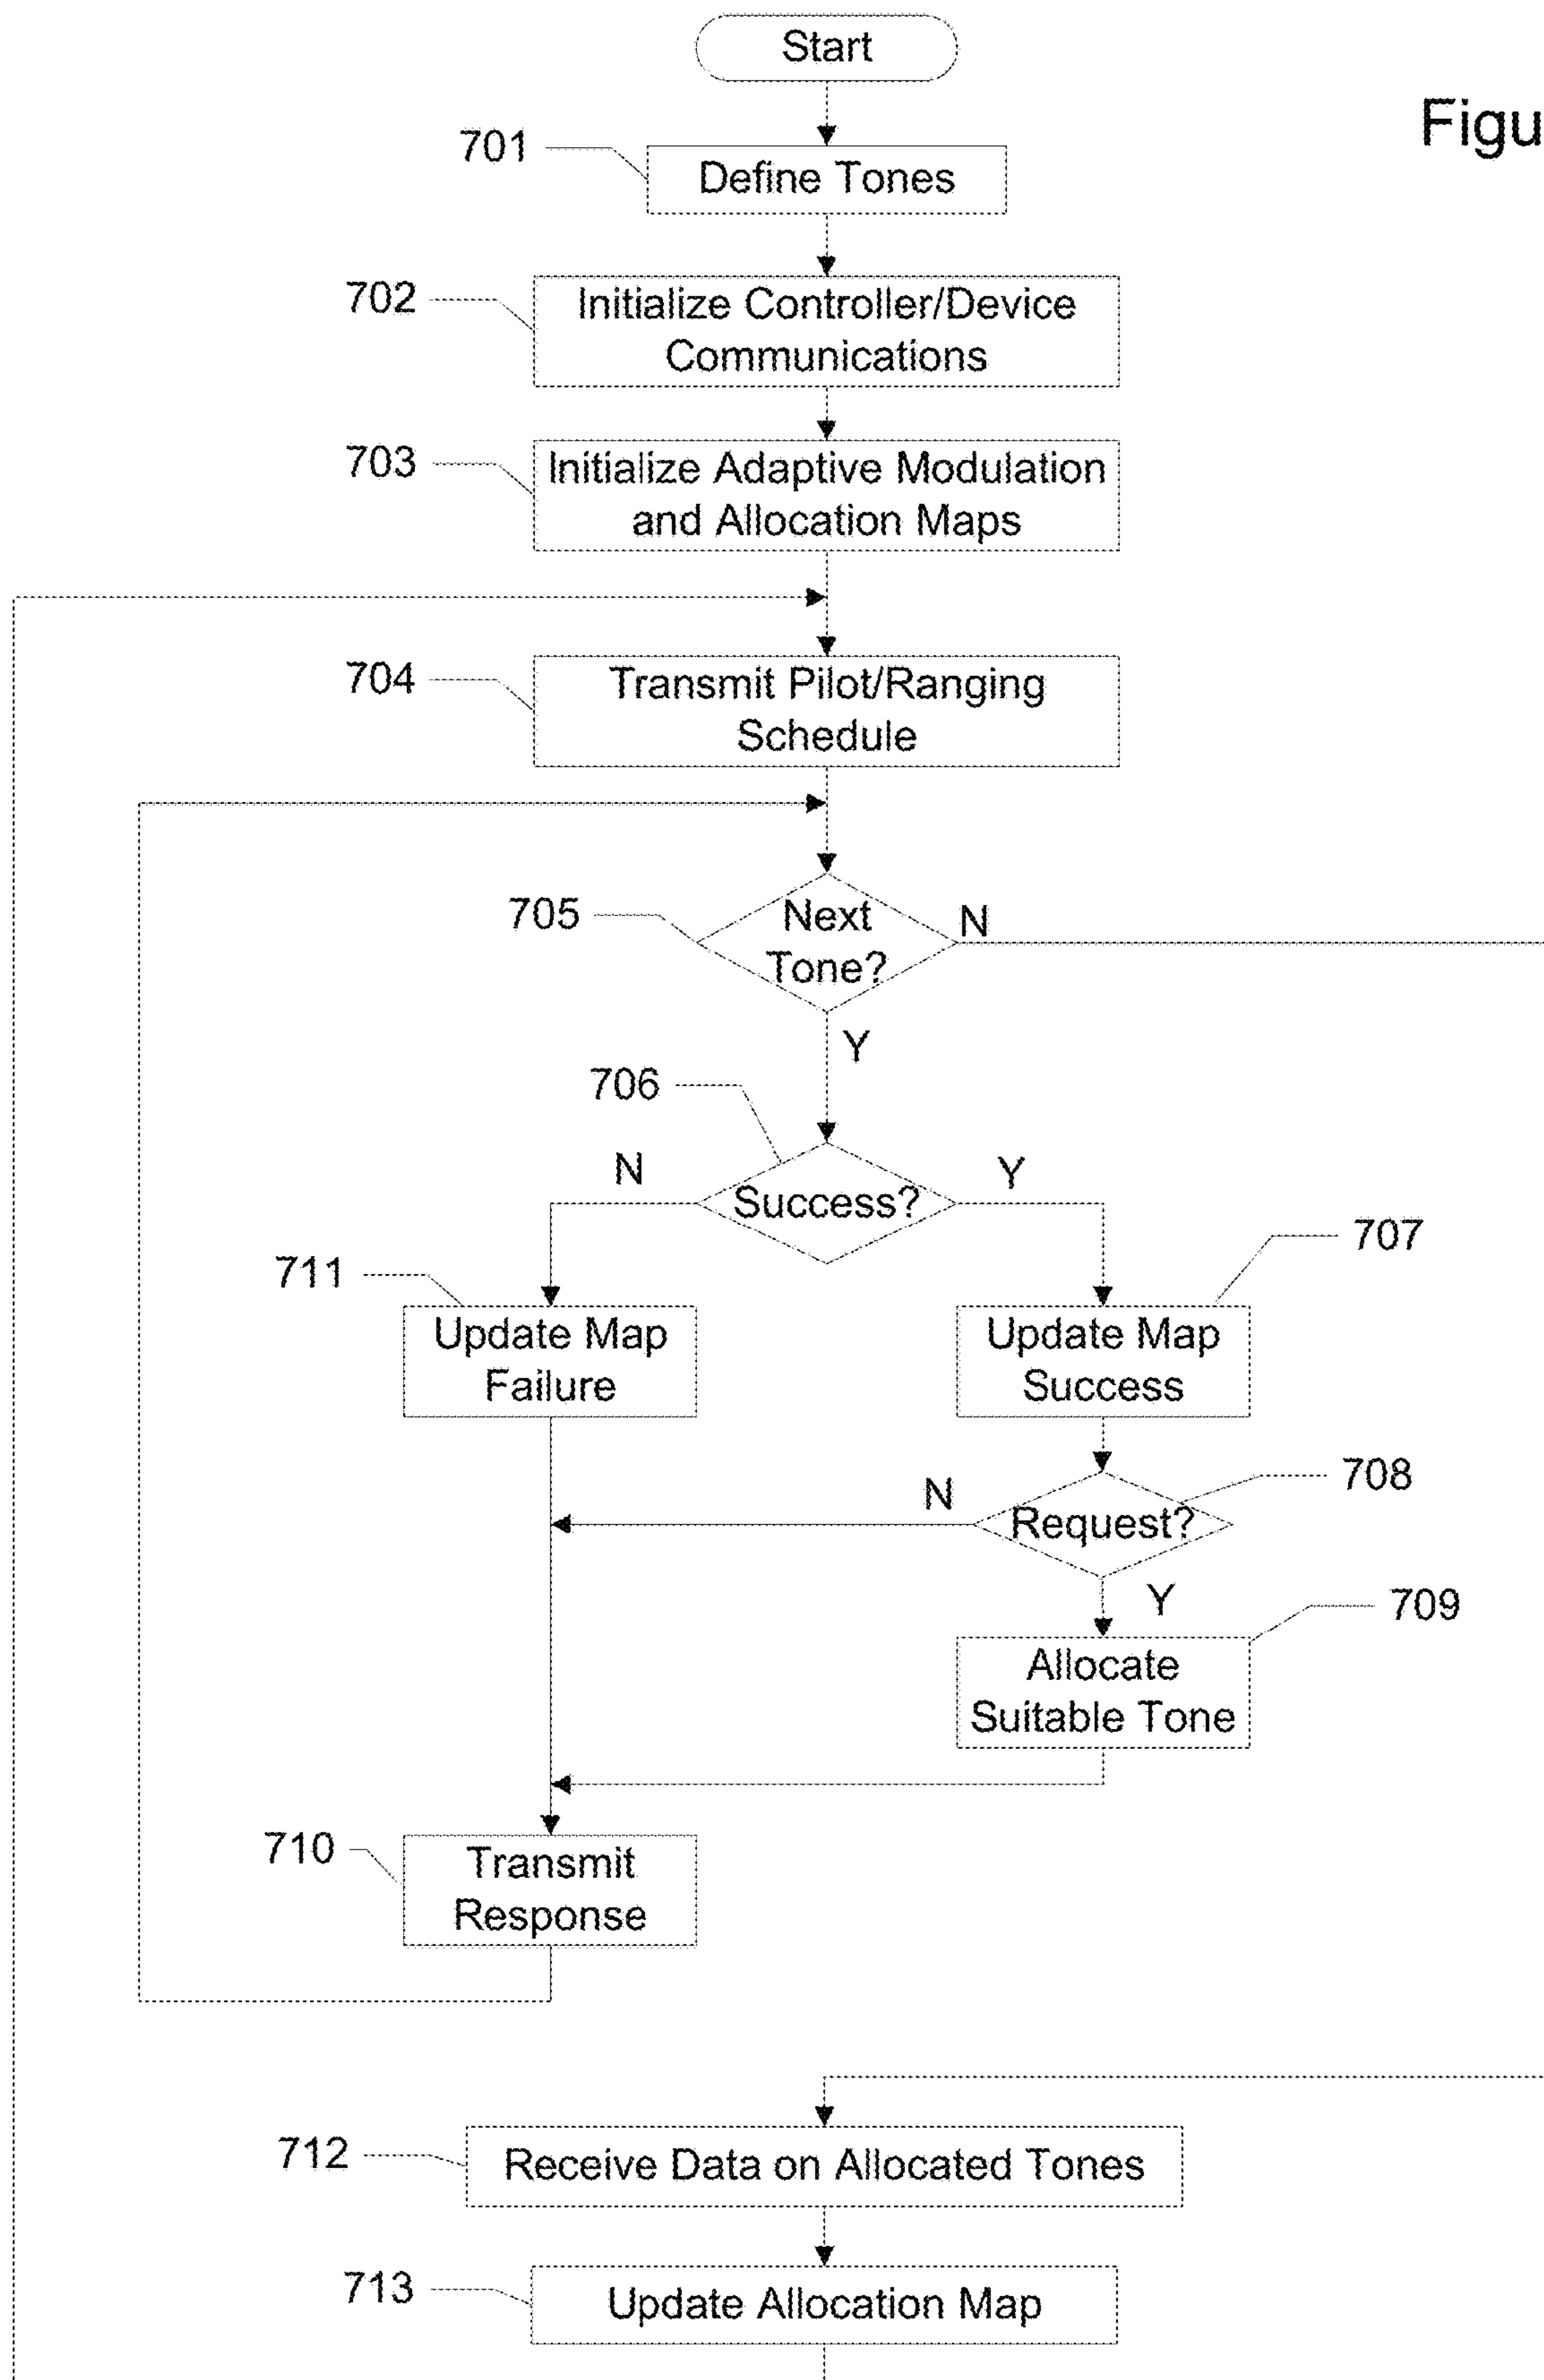 Start
Figu
701
Define Tones
702
Initialize Controller/Device
Communications
703
Initialize Adaptive Modulation
and Allocation Maps
704
Transmit Pilot/Ranging
Schedule
705
Next
Tone?
N
Y
706
N
Success?
Y
707
711
Update Map
Failure
Update Map
Success
708
N
Request?
Y
709
Allocate
Suitable Tone
710
Transmit
Response
712
Receive Data on Allocated Tones
713
Update Allocation Map